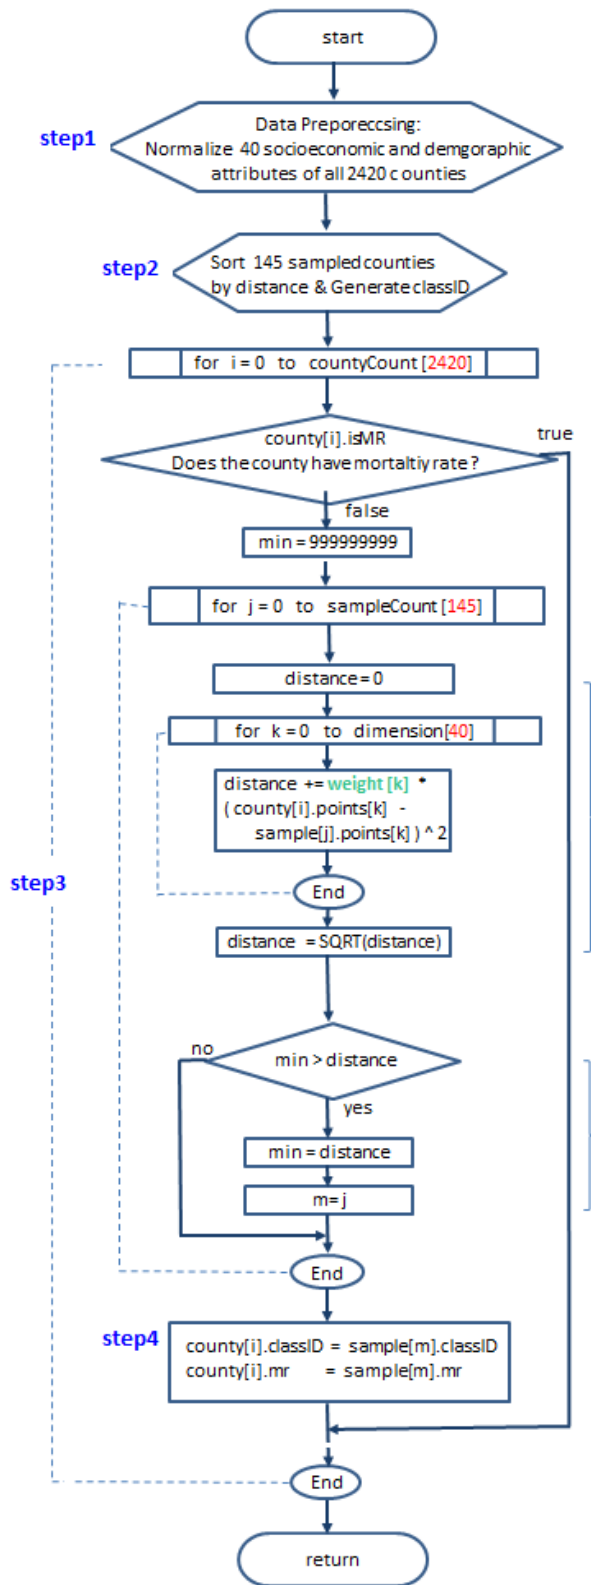 start
step1
Data Preporeccsing:
Normalize 40 socioeconomic and demgoraphic
attributes of all 2420 c ounties
step2
Sort 145 sampled counties
by distance & Generate classID
for i = 0 to countyCount [2420]
county[i].isMR
Does the county have mortaltiy rate ?
true
false
min = 999999999
for j = 0 to sampleCount [145]
distance = 0
for k = 0 to dimension[40]
distance += weight [k] *
( county[i].points[k] -
sample[j].points[k] ) ^ 2
step3
End
distance = SQRT(distance)
no
min > distance
yes
min = distance
m= j
End
step4
county[i].classID = sample[m].classID
county[i].mr = sample[m].mr
End
return